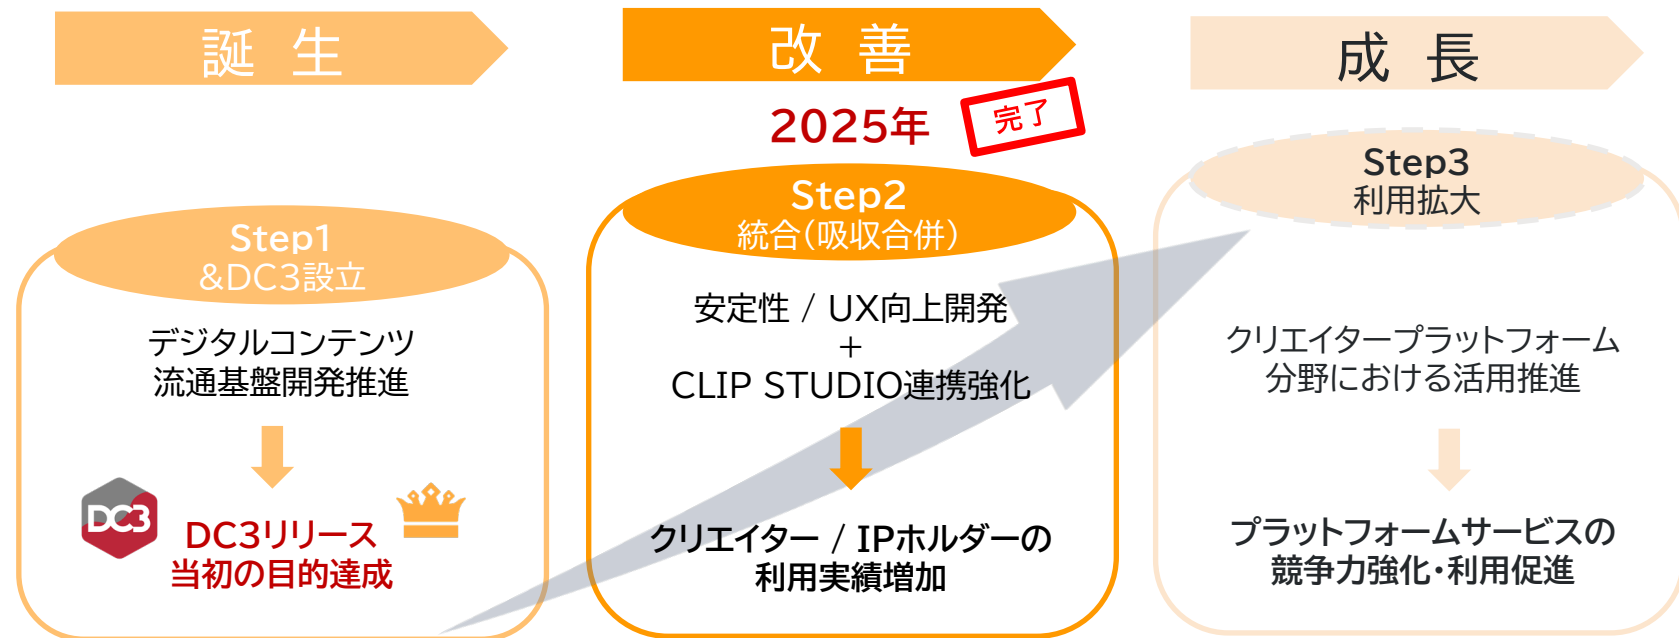 誕 生
Step1
&DC3設立
デジタルコンテンツ
流通基盤開発推進
DC3
DC3リリース
当初の目的達成
改 善
2025年
完了
Step2
統合(吸収合併)
安定性 / UX向上開発
+
CLIP STUDIO連携強化
クリエイター / IPホルダーの
利用実績増加
成 長
Step3
利用拡大
クリエイタープラットフォーム
分野における活用推進
プラットフォームサービスの
競争力強化・利用促進